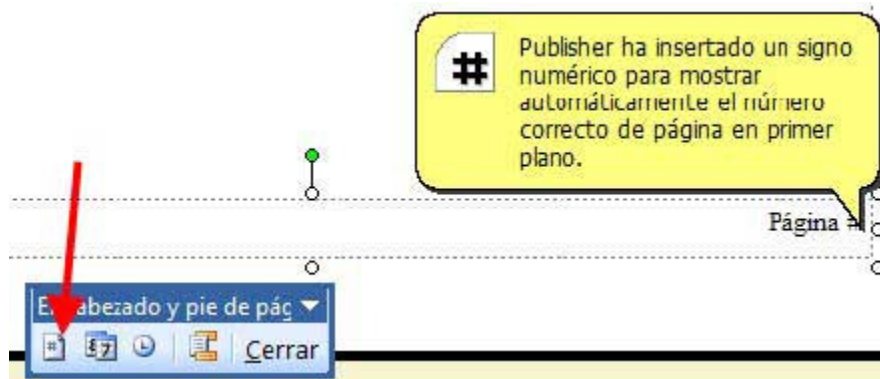 Publisher ha insertado un signo
numérico para mostrar
automáticamente el número
correcto de página en primer
plano.
Página #
y pie de pág
Cerrar